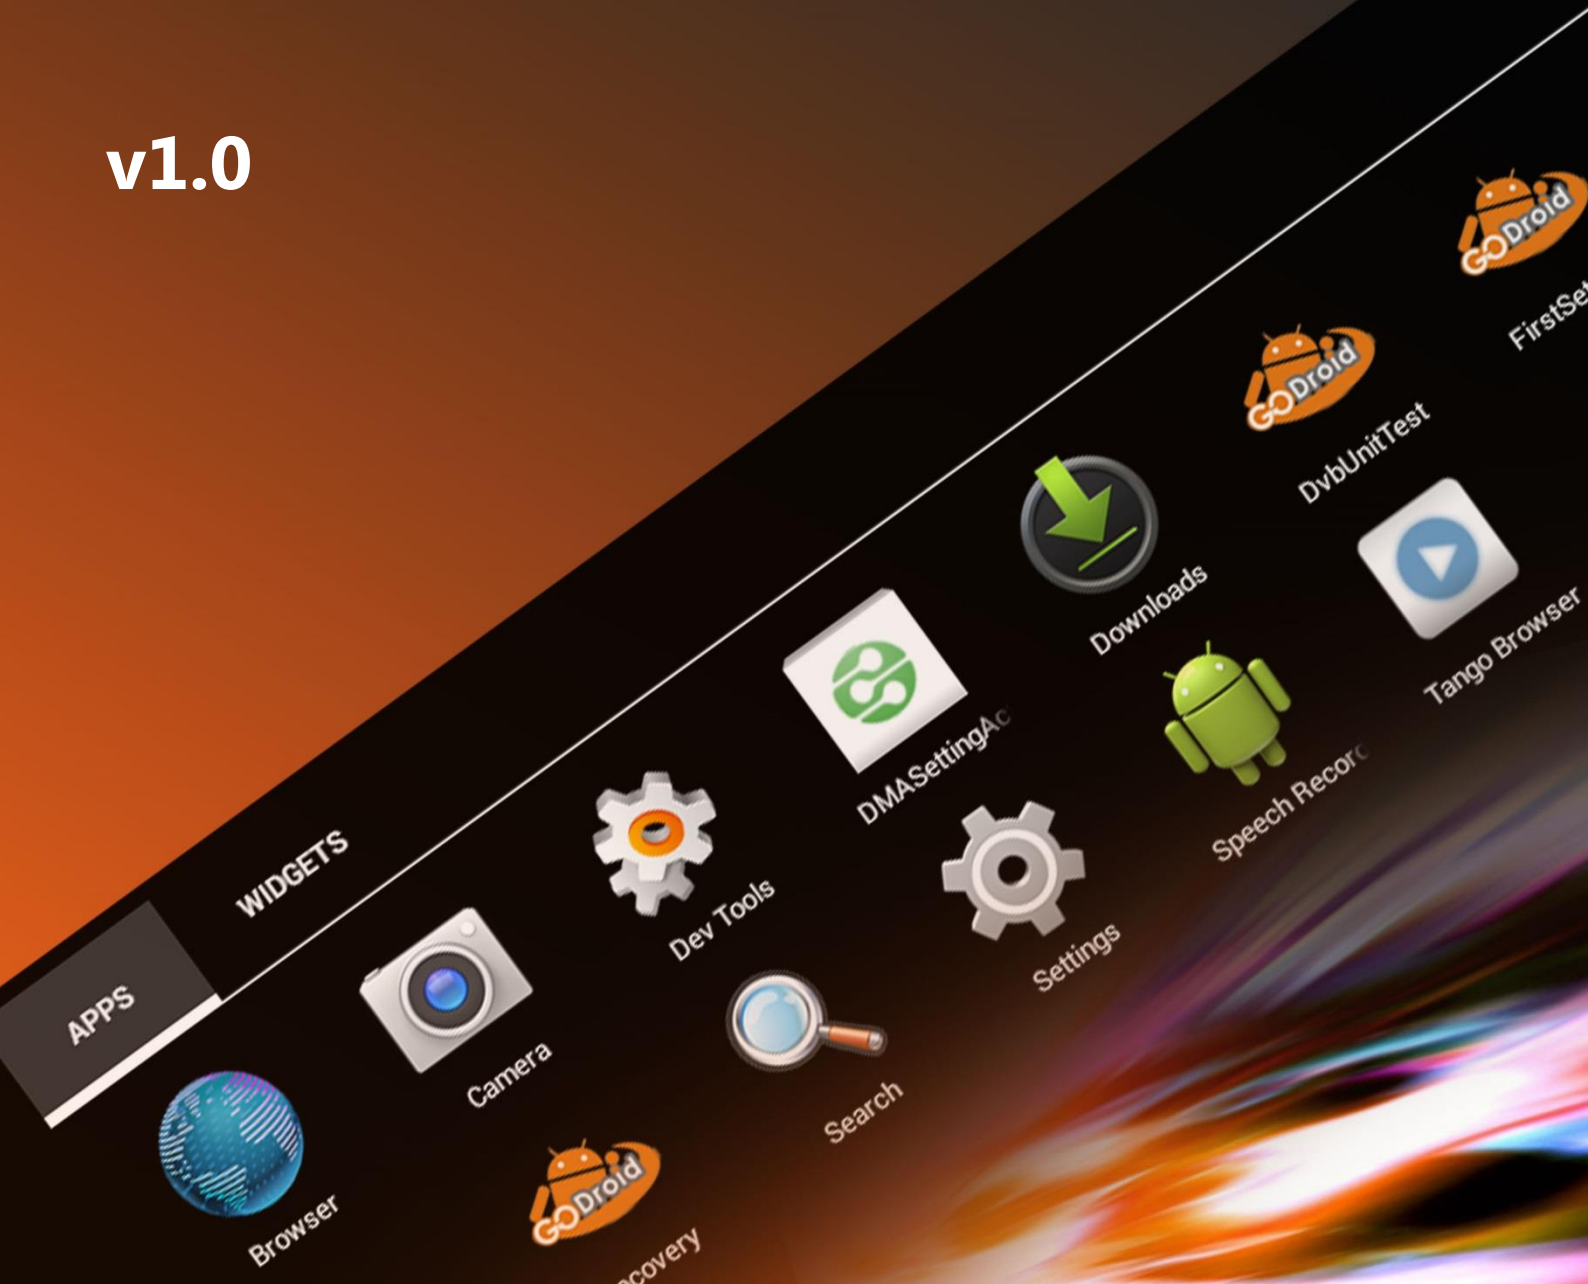 v1.0
APPS
WIDGETS
Browser
Camera
Dev Tools
DMASettingAc
Downloads
GODroid
DvbUnitTest
GODroid
FirstSet
GODroid
covery
Search
Settings
Speech Recorc
Tango Browser